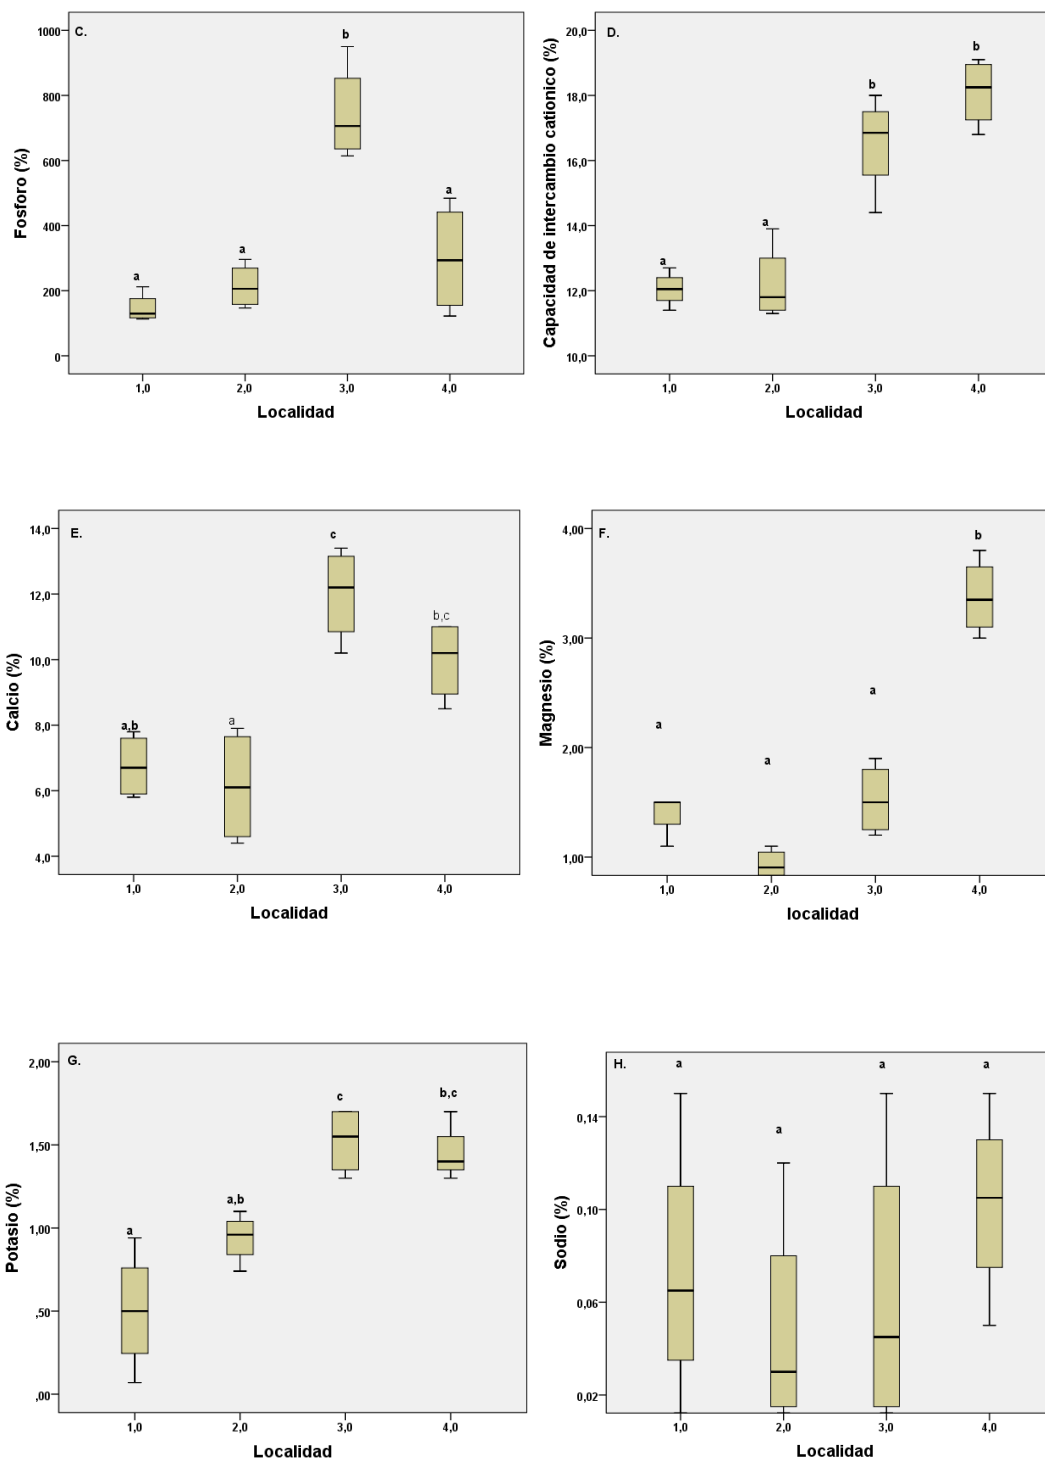 C.
Fosforo (%)
1000
800
600
400
200
0
a
a
b
a
1,0 2,0 3,0 4,0
Localidad
D.
Capacidad de intercambio cationico (%)
20,0
18,0
16,0
14,0
12,0
10,0
a
a
b
b
1,0 2,0 3,0 4,0
Localidad
E.
Calcio (%)
14,0
12,0
10,0
8,0
6,0
4,0
a,b
a
c
b,c
1,0 2,0 3,0 4,0
Localidad
F.
Magnesio (%)
4,00
3,00
2,00
1,00
a
a
a
b
1,0 2,0 3,0 4,0
localidad
G.
Potasio (%)
2,00
1,50
1,00
,50
,00
a
a,b
c
b,c
1,0 2,0 3,0 4,0
Localidad
H.
Sodio (%)
0,14
0,10
0,06
0,02
a
a
a
a
1,0 2,0 3,0 4,0
Localidad